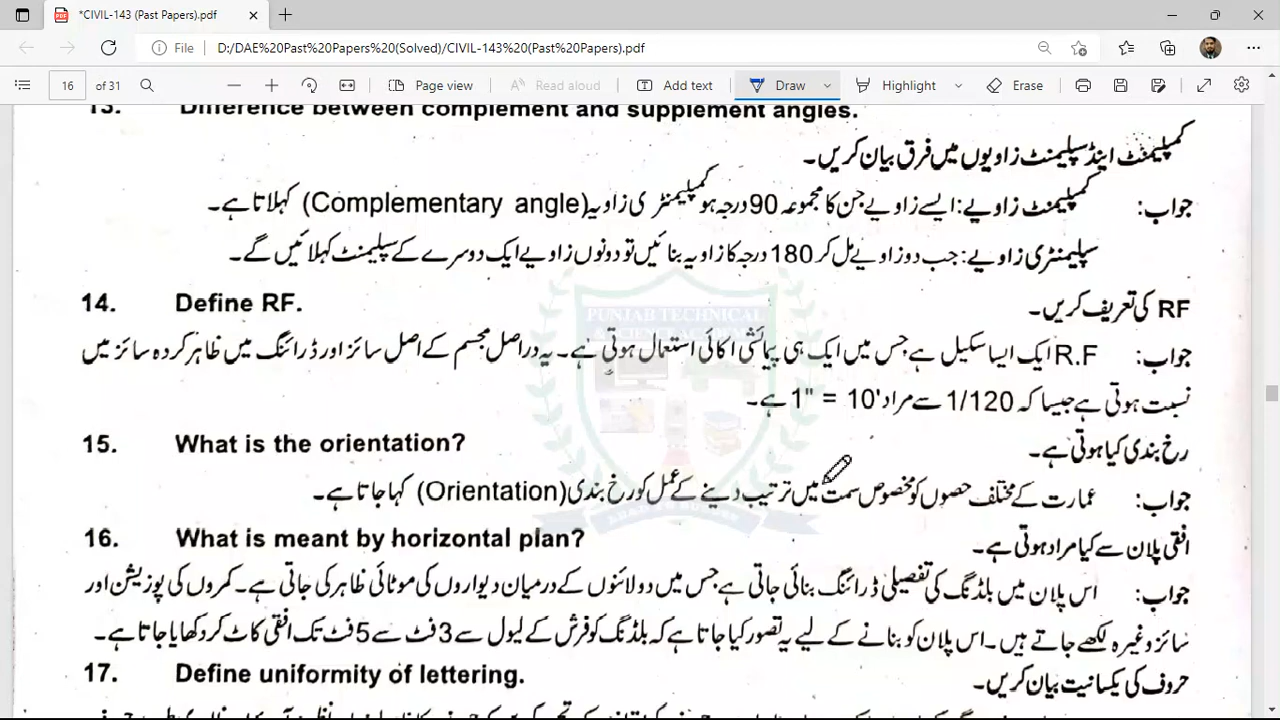 *CIVIL-143 (Past Papers).pdf
File D:/DAE%20Past%20Papers%20(Solved)/CIVIL-143%20(Past%20Papers).pdf
16 of 31 Page view Read aloud Add text Draw Highlight Erase
13. Difference between complement and supplement angles.
کمپلیمنٹ اینڈ سپلیمنٹ زاویوں میں فرق بیان کریں۔
جواب: کمپلیمنٹ زاویے: ایسے زاویے جن کا مجموعہ 90 درجہ ہو کمپلیمنٹری زاویہ (Complementary angle) کہلاتا ہے۔
سپلیمنٹری زاویے: جب دو زاویے مل کر 180 درجہ کا زاویہ بنائیں تو دونوں زاویے ایک دوسرے کے سپلیمنٹ کہلائیں گے۔
14. Define RF. RF کی تعریف کریں۔
جواب: R.F ایک ایسا سکیل ہے جس میں ایک ہی پیمائشی اکائی استعمال ہوتی ہے۔ یہ دراصل مجسم کے اصل سائز اور ڈرائنگ میں ظاہر کردہ سائز میں
نسبت ہوتی ہے جیسا کہ 1/120 سے مراد 1" = 10' ہے۔
15. What is the orientation? رخ بندی کیا ہوتی ہے۔
جواب: عمارت کے مختلف حصوں کو مخصوص سمت میں ترتیب دینے کے عمل کو رخ بندی (Orientation) کہا جاتا ہے۔
16. What is meant by horizontal plan? افقی پلان سے کیا مراد ہوتی ہے۔
جواب: اس پلان میں بلڈنگ کی تفصیلی ڈرائنگ بنائی جاتی ہے جس میں دو لائنوں کے درمیان دیواروں کی موٹائی ظاہر کی جاتی ہے۔ کمروں کی پوزیشن اور
سائز وغیرہ لکھے جاتے ہیں۔ اس پلان کو بنانے کے لیے یہ تصور کیا جاتا ہے کہ بلڈنگ کو فرش کے لیول سے 3 فٹ سے 5 فٹ تک افقی کاٹ کر دکھایا جاتا ہے۔
17. Define uniformity of lettering. حروف کی یکسانیت بیان کریں۔
PUNJAB TECHNICAL
& SCIENCE ACADEMY